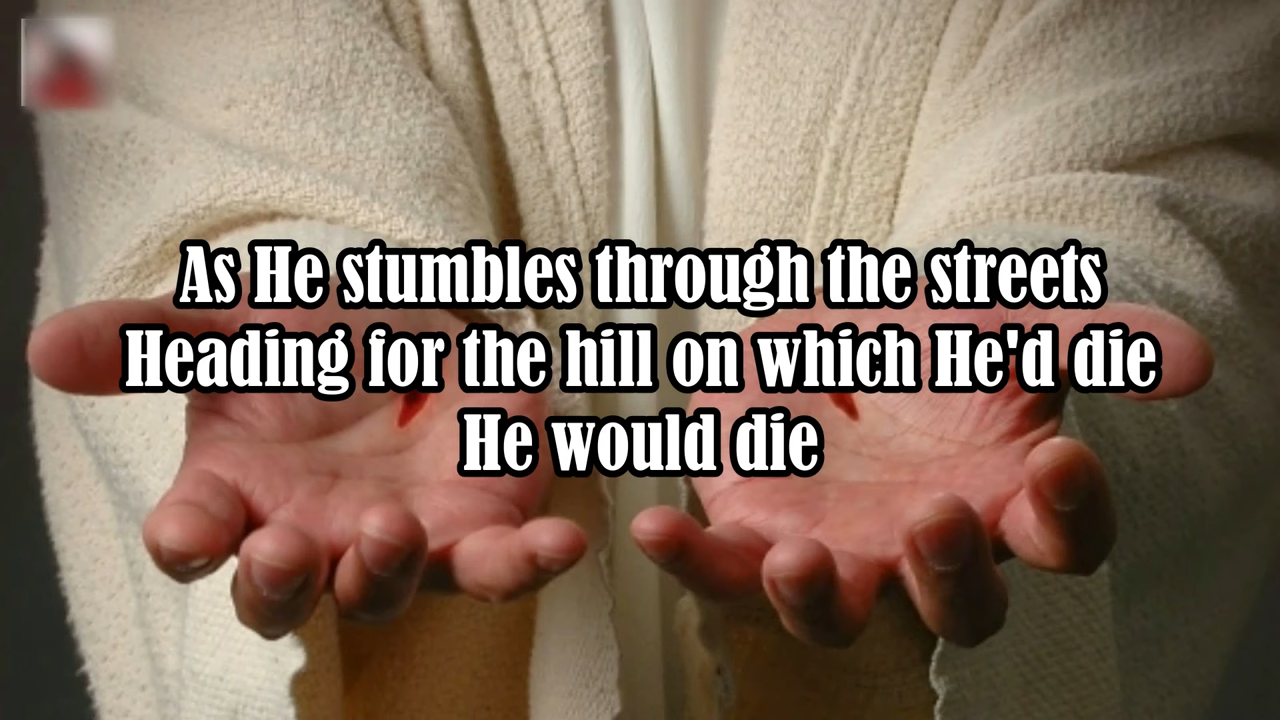 As He stumbles through the streets
Heading for the hill on which He'd die
He would die